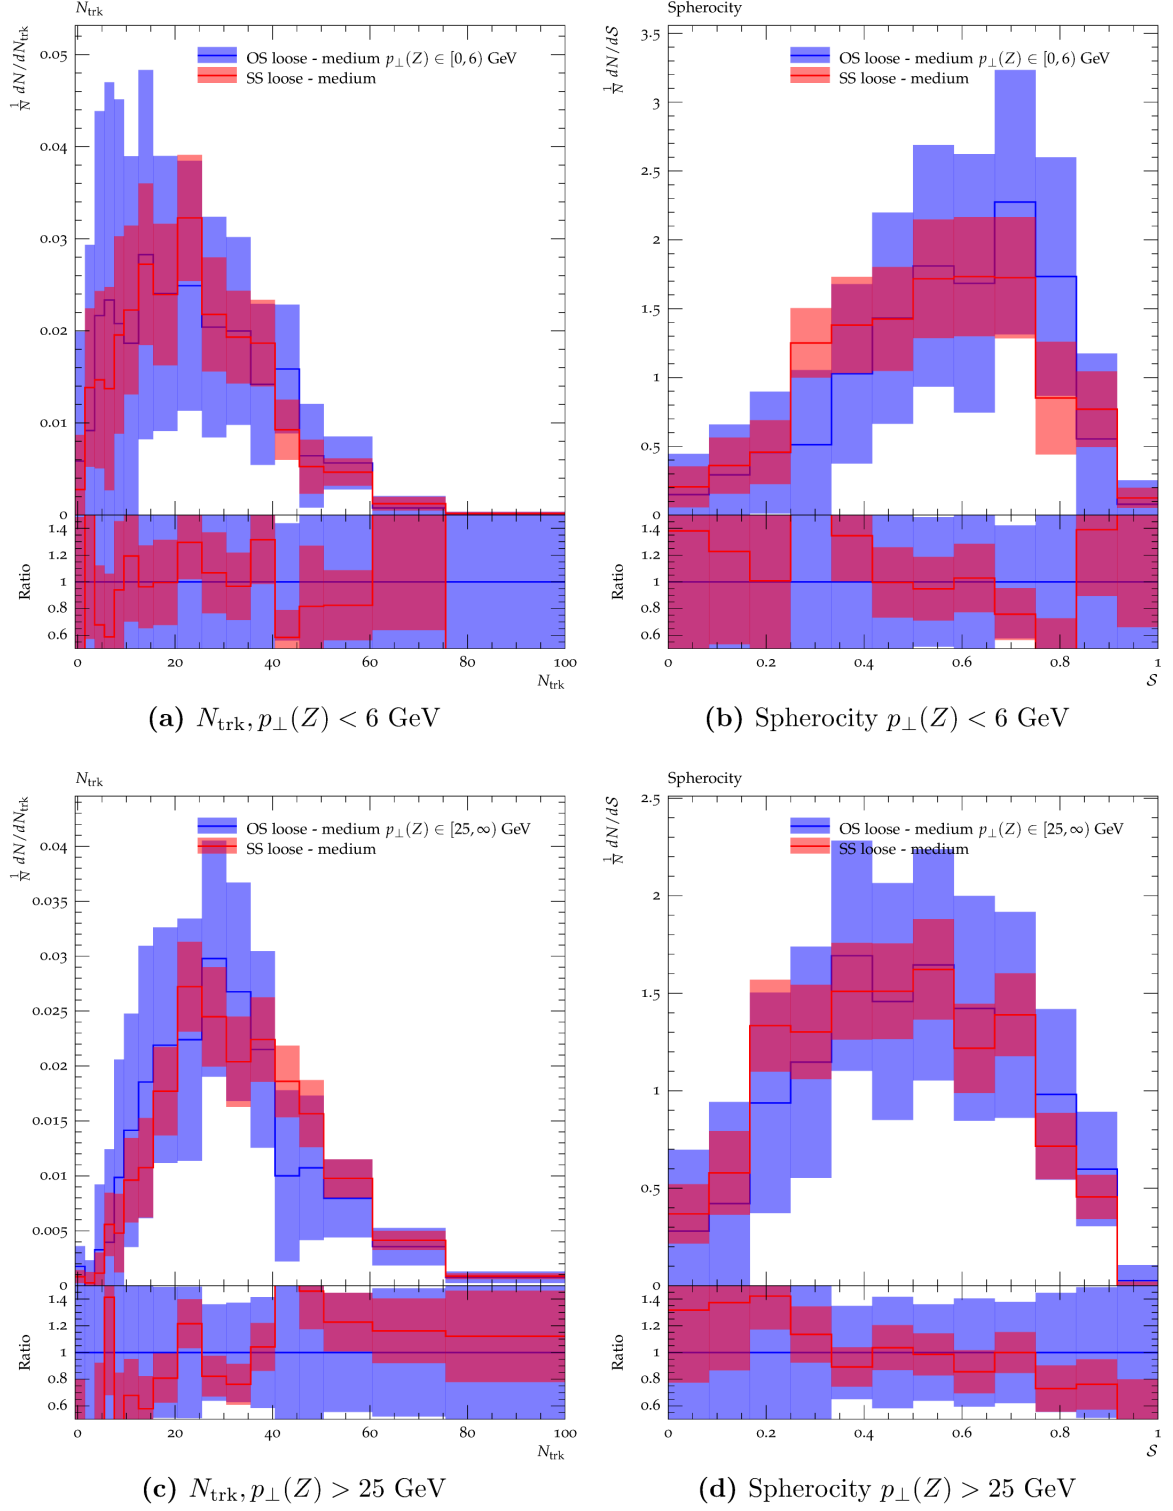 N_trk
1/N dN/dN_trk
OS loose - medium p⊥(Z) ∈ [0, 6) GeV
SS loose - medium
0.05
0.04
0.03
0.02
0.01
0
Ratio
1.4
1.2
1
0.8
0.6
0 20 40 60 80 100
N_trk
(a) N_trk, p⊥(Z) < 6 GeV
Spherocity
1/N dN/dS
OS loose - medium p⊥(Z) ∈ [0, 6) GeV
SS loose - medium
3.5
3
2.5
2
1.5
1
0.5
0
Ratio
1.4
1.2
1
0.8
0.6
0 0.2 0.4 0.6 0.8 1
S
(b) Spherocity p⊥(Z) < 6 GeV
N_trk
1/N dN/dN_trk
OS loose - medium p⊥(Z) ∈ [25, ∞) GeV
SS loose - medium
0.04
0.035
0.03
0.025
0.02
0.015
0.01
0.005
0
Ratio
1.4
1.2
1
0.8
0.6
0 20 40 60 80 100
N_trk
(c) N_trk, p⊥(Z) > 25 GeV
Spherocity
1/N dN/dS
OS loose - medium p⊥(Z) ∈ [25, ∞) GeV
SS loose - medium
2.5
2
1.5
1
0.5
0
Ratio
1.4
1.2
1
0.8
0.6
0 0.2 0.4 0.6 0.8 1
S
(d) Spherocity p⊥(Z) > 25 GeV